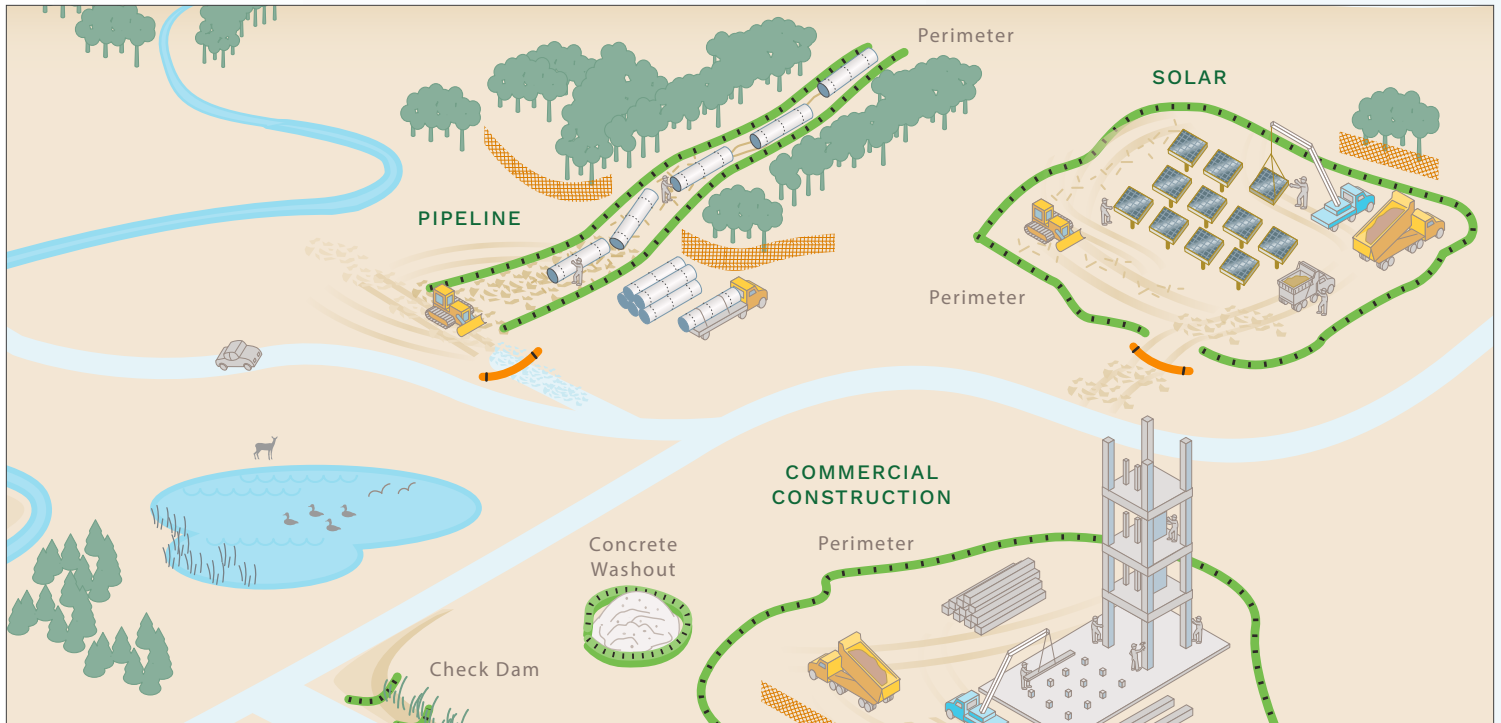 Perimeter
SOLAR
PIPELINE
Perimeter
COMMERCIAL
CONSTRUCTION
Concrete
Washout
Perimeter
Check Dam